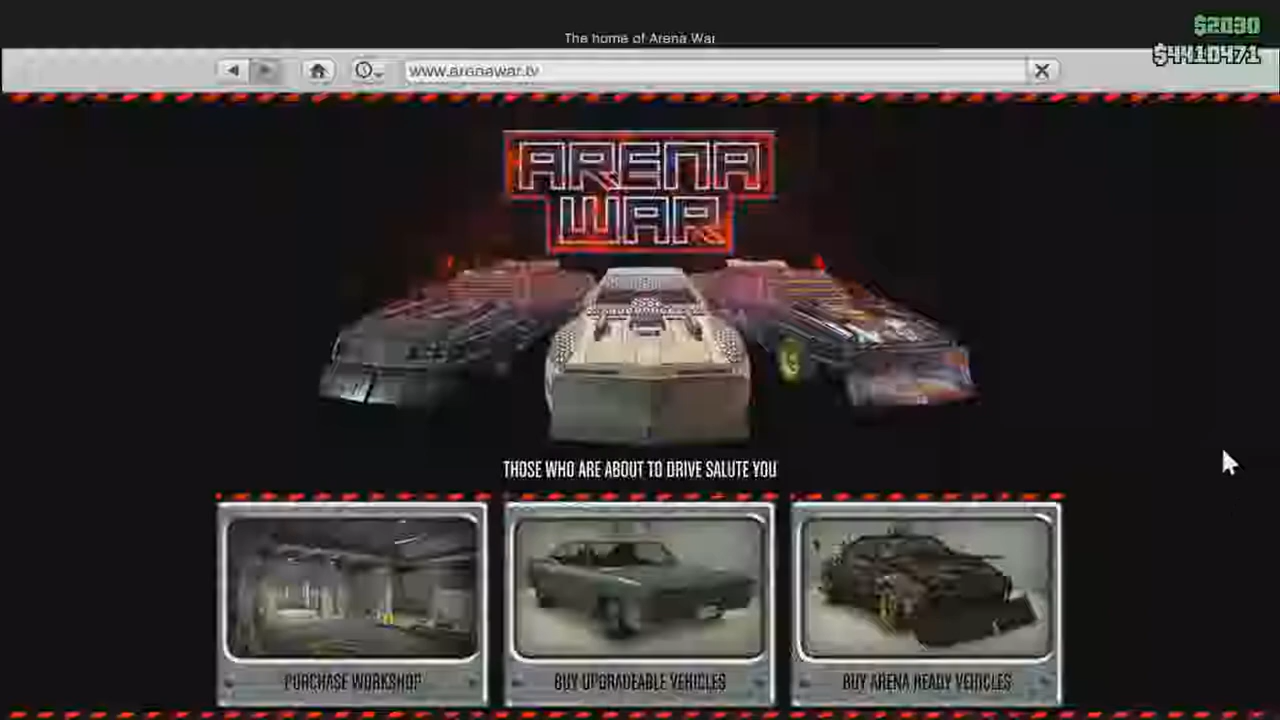 $2030
The home of Arena War
$4410471
www.arenawar.tv
ARENA
WAR
THOSE WHO ARE ABOUT TO DRIVE SALUTE YOU
PURCHASE WORKSHOP
BUY UPGRADEABLE VEHICLES
BUY ARENA READY VEHICLES